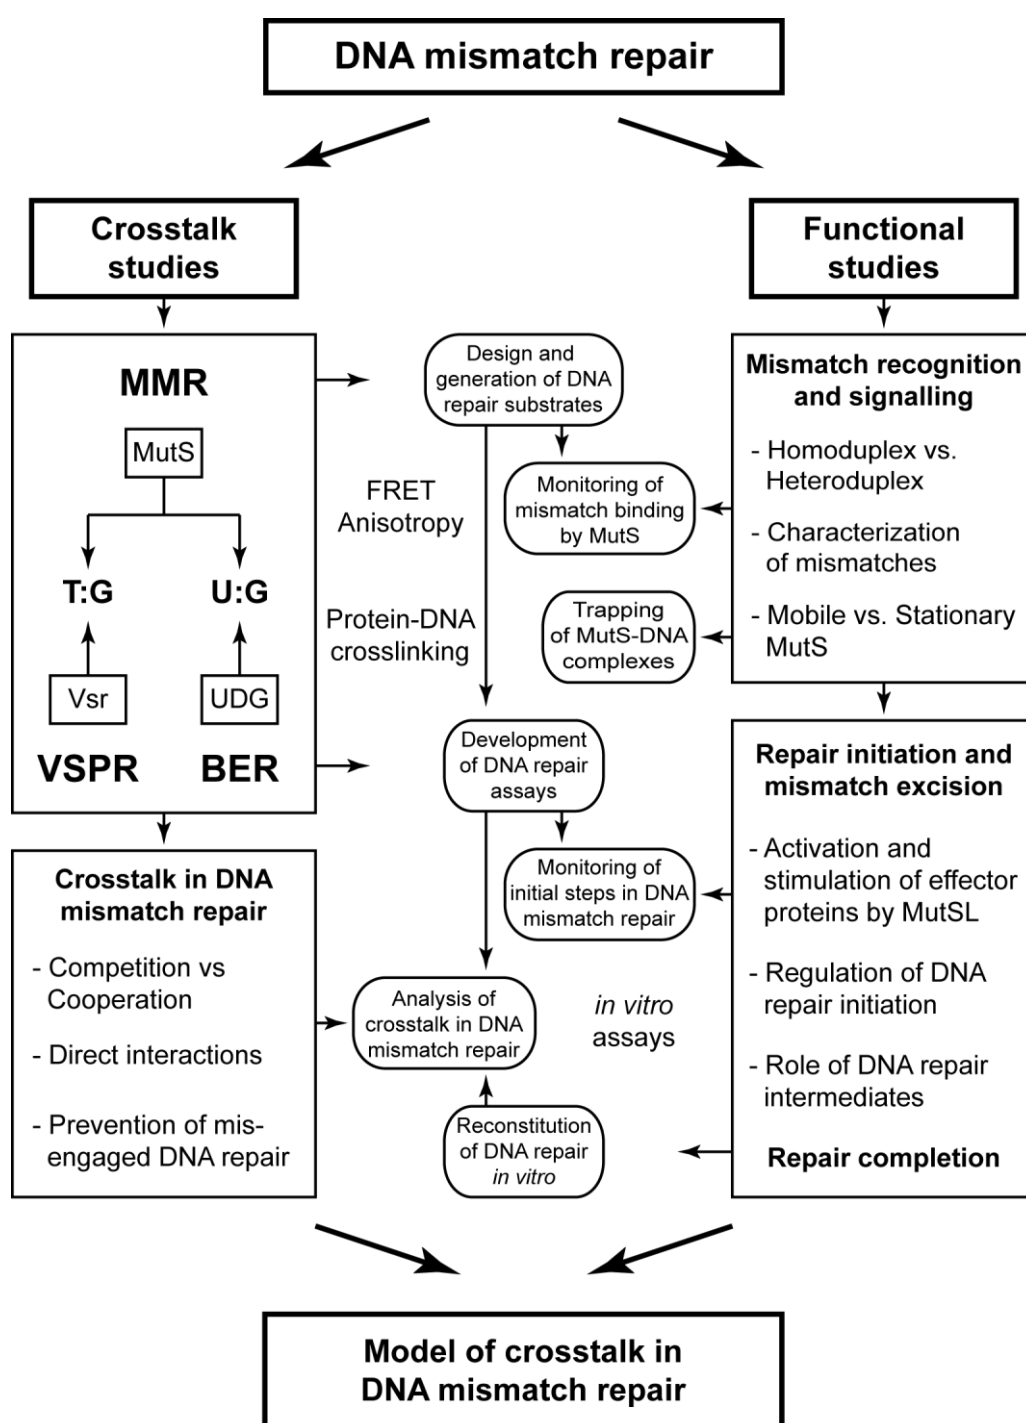 DNA mismatch repair
Crosstalk
studies
Functional
studies
MMR
MutS
T:G
U:G
Vsr
UDG
VSPR
BER
Crosstalk in DNA
mismatch repair
- Competition vs
Cooperation
- Direct interactions
- Prevention of mis-
engaged DNA repair
Design and
generation of DNA
repair substrates
FRET
Anisotropy
Monitoring of
mismatch binding
by MutS
Protein-DNA
crosslinking
Trapping
of MutS-DNA
complexes
Development
of DNA repair
assays
Monitoring of
initial steps in DNA
mismatch repair
Analysis of
crosstalk in DNA
mismatch repair
in vitro
assays
Reconstitution
of DNA repair
in vitro
Mismatch recognition
and signalling
- Homoduplex vs.
Heteroduplex
- Characterization
of mismatches
- Mobile vs. Stationary
MutS
Repair initiation and
mismatch excision
- Activation and
stimulation of effector
proteins by MutSL
- Regulation of DNA
repair initiation
- Role of DNA repair
intermediates
Repair completion
Model of crosstalk in
DNA mismatch repair